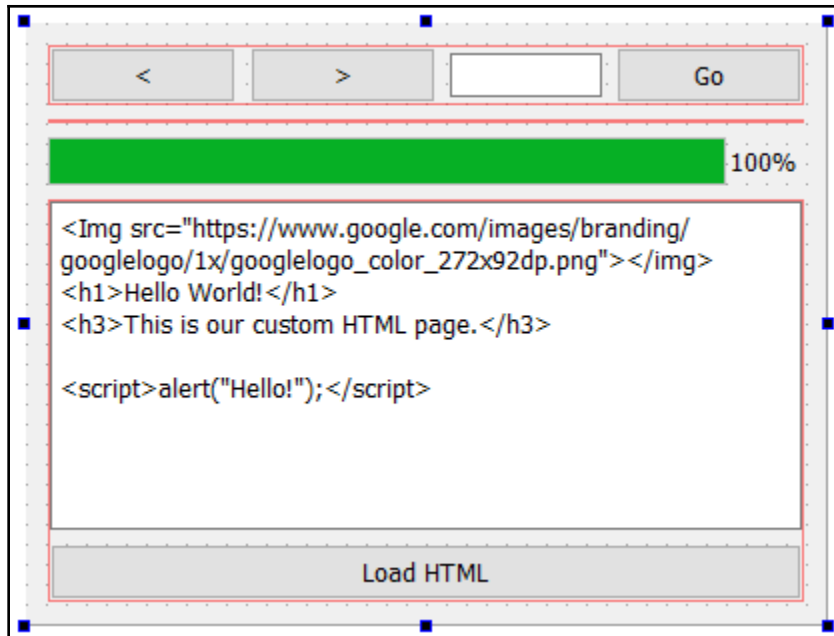 < > Go
100%
<Img src="https://www.google.com/images/branding/
googlelogo/1x/googlelogo_color_272x92dp.png"></img>
<h1>Hello World!</h1>
<h3>This is our custom HTML page.</h3>
<script>alert("Hello!");</script>
Load HTML